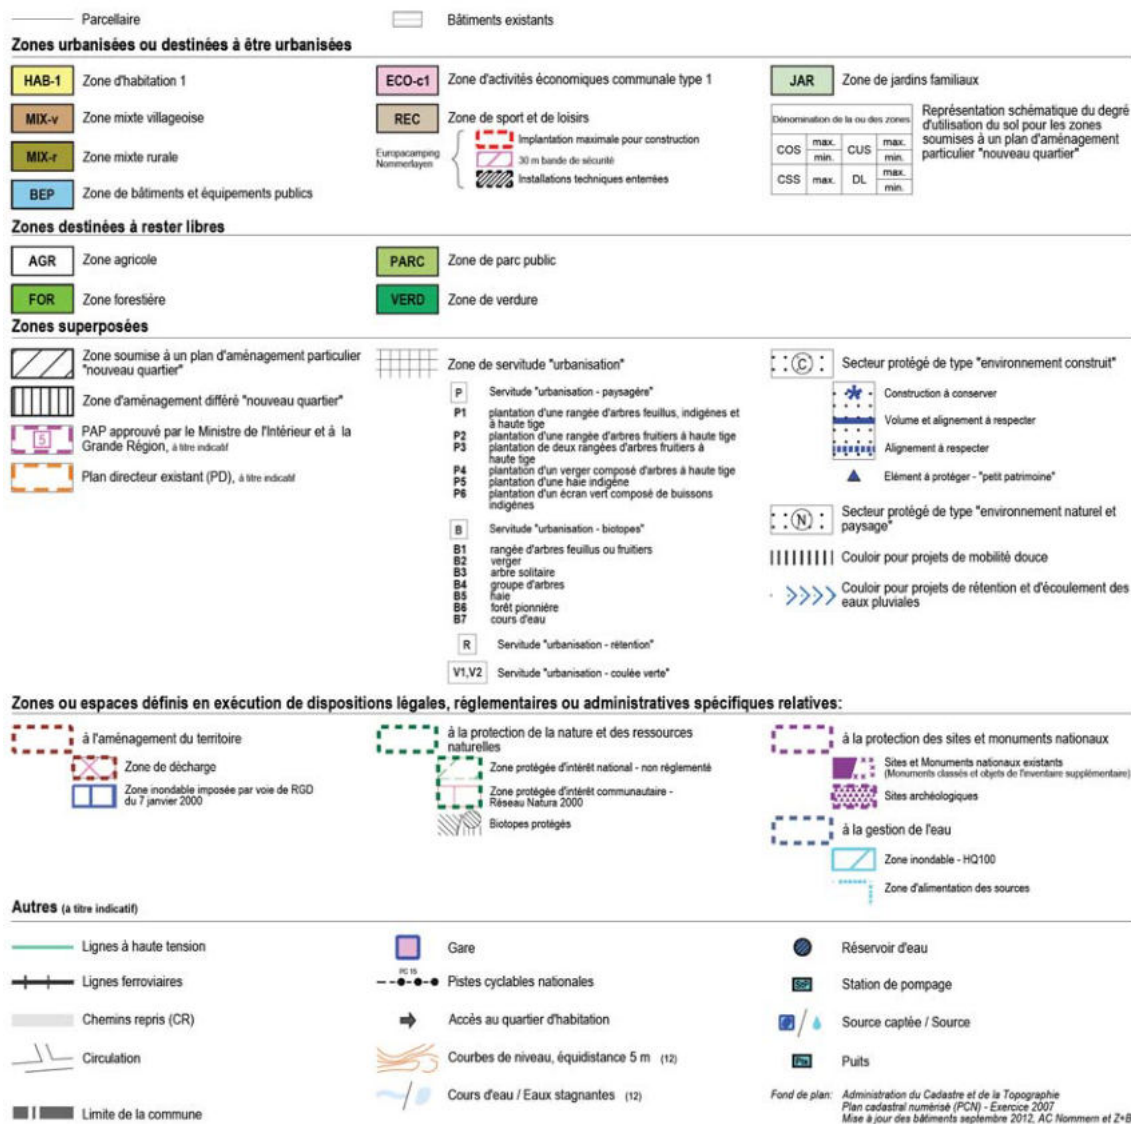 Parcellaire
Bâtiments existants
Zones urbanisées ou destinées à être urbanisées
HAB-1 Zone d'habitation 1
MIX-v Zone mixte villageoise
MIX-r Zone mixte rurale
BEP Zone de bâtiments et équipements publics
ECO-c1 Zone d'activités économiques communale type 1
REC Zone de sport et de loisirs
Europacamping
Nommerlayen
Implantation maximale pour construction
30 m bande de sécurité
Installations techniques enterrées
JAR Zone de jardins familiaux
Dénomination de la ou des zones
COS max. CUS max.
min. min.
CSS max. DL max.
min.
Représentation schématique du degré
d'utilisation du sol pour les zones
soumises à un plan d'aménagement
particulier "nouveau quartier"
Zones destinées à rester libres
AGR Zone agricole
FOR Zone forestière
PARC Zone de parc public
VERD Zone de verdure
Zones superposées
Zone soumise à un plan d'aménagement particulier
"nouveau quartier"
Zone d'aménagement différé "nouveau quartier"
5 PAP approuvé par le Ministre de l'Intérieur et à la
Grande Région, à titre indicatif
Plan directeur existant (PD), à titre indicatif
Zone de servitude "urbanisation"
P Servitude "urbanisation - paysagère"
P1 plantation d'une rangée d'arbres feuillus, indigènes et
à haute tige
P2 plantation d'une rangée d'arbres fruitiers à haute tige
P3 plantation de deux rangées d'arbres fruitiers à
haute tige
P4 plantation d'un verger composé d'arbres à haute tige
P5 plantation d'une haie indigène
P6 plantation d'un écran vert composé de buissons
indigènes
B Servitude "urbanisation - biotopes"
B1 rangée d'arbres feuillus ou fruitiers
B2 verger
B3 arbre solitaire
B4 groupe d'arbres
B5 haie
B6 forêt pionnière
B7 cours d'eau
R Servitude "urbanisation - rétention"
V1,V2 Servitude "urbanisation - coulée verte"
C Secteur protégé de type "environnement construit"
Construction à conserver
Volume et alignement à respecter
Alignement à respecter
Elément à protéger - "petit patrimoine"
N Secteur protégé de type "environnement naturel et
paysage"
Couloir pour projets de mobilité douce
Couloir pour projets de rétention et d'écoulement des
eaux pluviales
Zones ou espaces définis en exécution de dispositions légales, réglementaires ou administratives spécifiques relatives:
à l'aménagement du territoire
Zone de décharge
Zone inondable imposée par voie de RGD
du 7 janvier 2000
à la protection de la nature et des ressources
naturelles
Zone protégée d'intérêt national - non réglementé
Zone protégée d'intérêt communautaire -
Réseau Natura 2000
Biotopes protégés
à la protection des sites et monuments nationaux
Sites et Monuments nationaux existants
(Monuments classés et objets de l'inventaire supplémentaire)
Sites archéologiques
à la gestion de l'eau
Zone inondable - HQ100
Zone d'alimentation des sources
Autres (a titre indicatif)
Lignes à haute tension
Lignes ferroviaires
Chemins repris (CR)
Circulation
Limite de la commune
Gare
PC 15
Pistes cyclables nationales
Accès au quartier d'habitation
Courbes de niveau, équidistance 5 m (12)
Cours d'eau / Eaux stagnantes (12)
Réservoir d'eau
Station de pompage
Source captée / Source
Puits
Fond de plan: Administration du Cadastre et de la Topographie
Plan cadastral numérisé (PCN) - Exercice 2007
Mise à jour des bâtiments septembre 2012, AC Nommern et Z+B